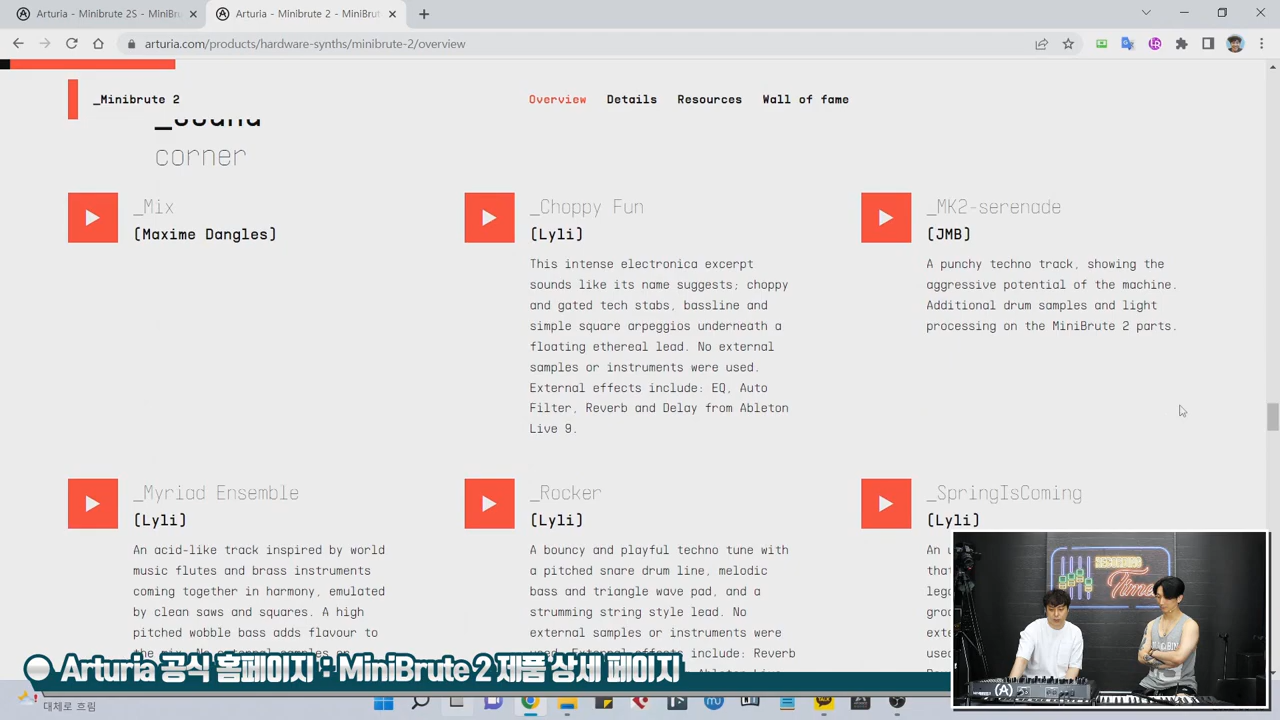 Arturia - Minibrute 2S - MiniBru
Arturia - Minibrute 2 - MiniBrut
arturia.com/products/hardware-synths/minibrute-2/overview
_Minibrute 2
Overview
Details
Resources
Wall of fame
_Sound
corner
_Mix
(Maxime Dangles)
_Choppy Fun
(Lyli)
This intense electronica excerpt
sounds like its name suggests; choppy
and gated tech stabs, bassline and
simple square arpeggios underneath a
floating ethereal lead. No external
samples or instruments were used.
External effects include: EQ, Auto
Filter, Reverb and Delay from Ableton
Live 9.
_MK2-serenade
(JMB)
A punchy techno track, showing the
aggressive potential of the machine.
Additional drum samples and light
processing on the MiniBrute 2 parts.
_Myriad Ensemble
(Lyli)
An acid-like track inspired by world
music flutes and brass instruments
coming together in harmony, emulated
by clean saws and squares. A high
pitched wobble bass adds flavour to
_Rocker
(Lyli)
A bouncy and playful techno tune with
a pitched snare drum line, melodic
bass and triangle wave pad, and a
strumming string style lead. No
external samples or instruments were
used. External effects include: Reverb
_SpringIsComing
(Lyli)
Time
Arturia 공식 홈페이지 - MiniBrute 2 제품 상세 페이지
대체로 흐림